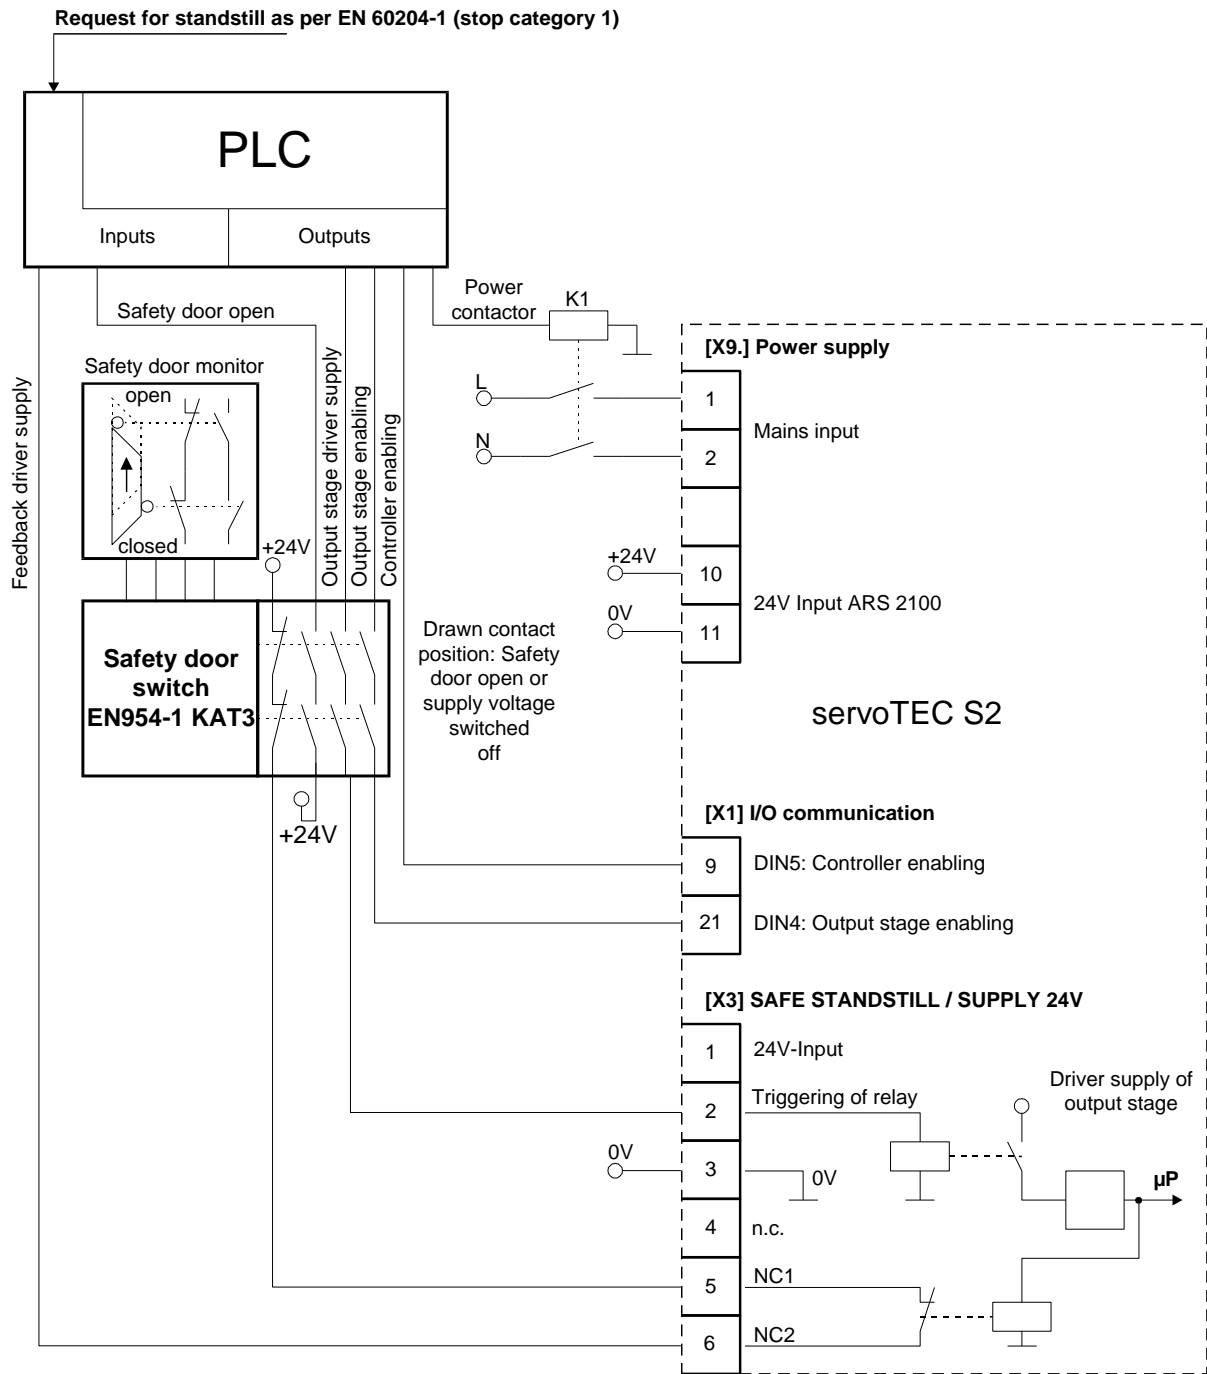 Request for standstill as per EN 60204-1 (stop category 1)
PLC
Inputs
Outputs
Safety door open
Power
contactor
K1
Safety door monitor
open
closed
Feedback driver supply
Output stage driver supply
Output stage enabling
Controller enabling
+24V
Safety door
switch
EN954-1 KAT3
+24V
Drawn contact
position: Safety
door open or
supply voltage
switched
off
L
N
[X9.] Power supply
1
2
Mains input
+24V
10
0V
11
24V Input ARS 2100
servoTEC S2
[X1] I/O communication
9
DIN5: Controller enabling
21
DIN4: Output stage enabling
[X3] SAFE STANDSTILL / SUPPLY 24V
1
24V-Input
2
Triggering of relay
Driver supply of
output stage
0V
3
0V
µP
4
n.c.
5
NC1
6
NC2